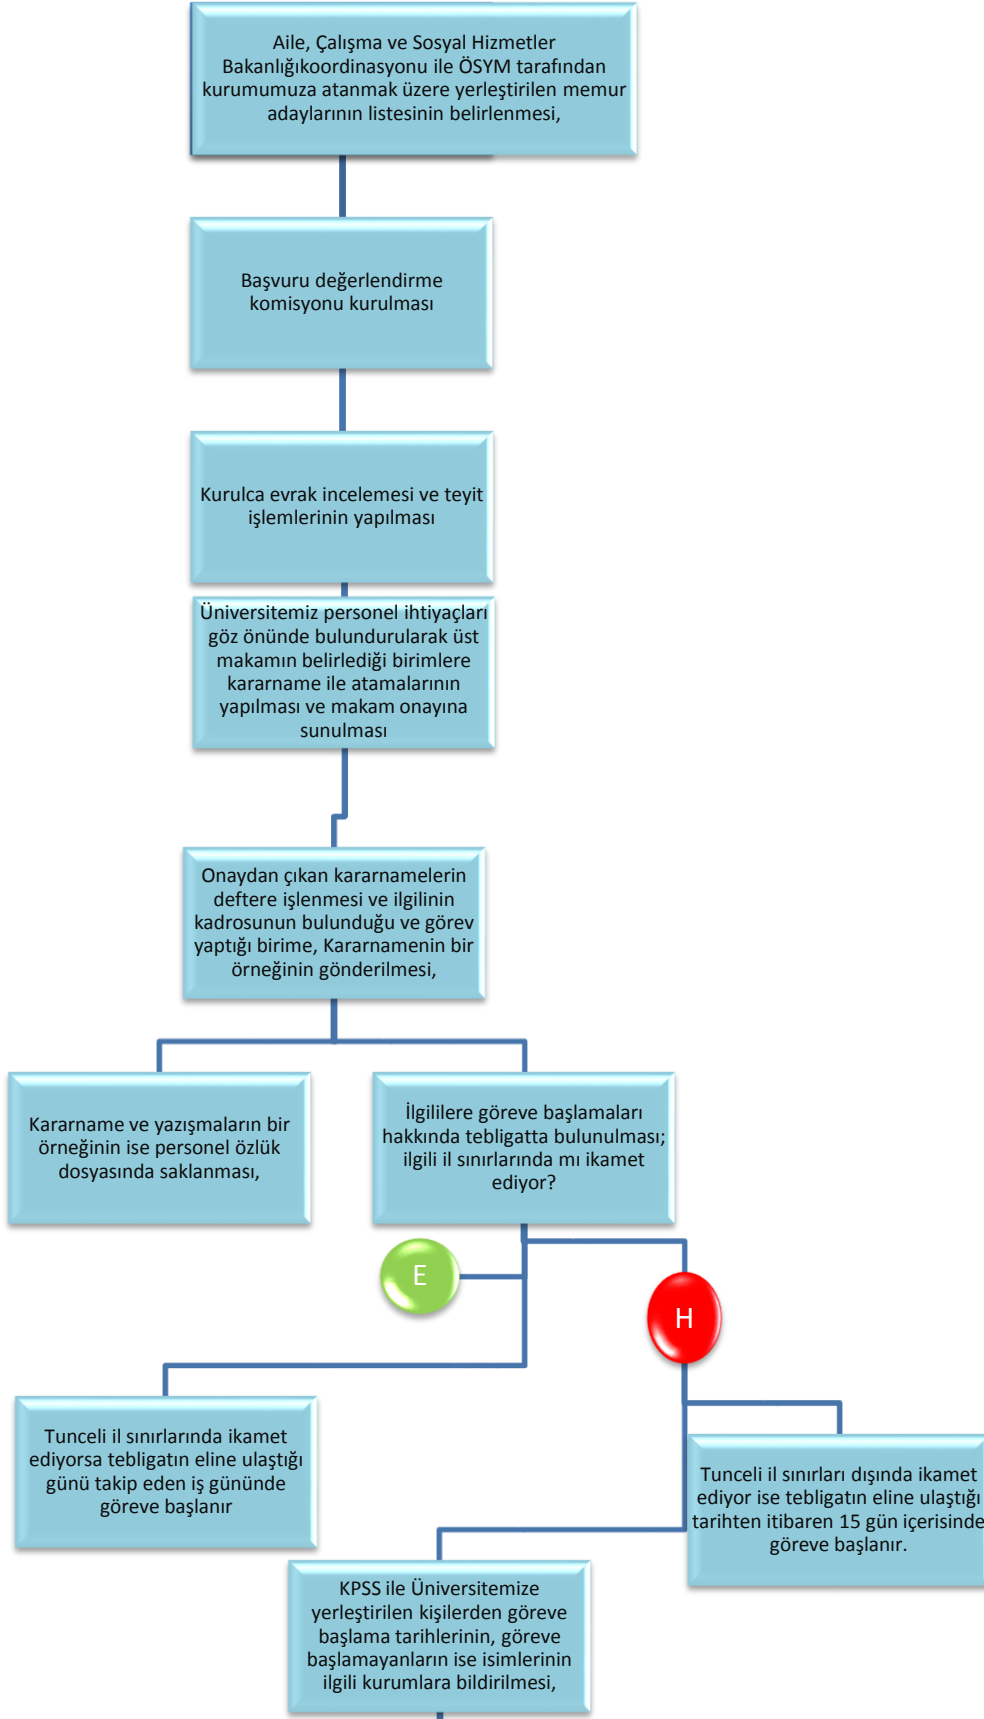 Aile, Çalışma ve Sosyal Hizmetler
Bakanlığıkoordinasyonu ile ÖSYM tarafından
kurumumuza atanmak üzere yerleştirilen memur
adaylarının listesinin belirlenmesi,
Başvuru değerlendirme
komisyonu kurulması
Kurulca evrak incelemesi ve teyit
işlemlerinin yapılması
Üniversitemiz personel ihtiyaçları
göz önünde bulundurularak üst
makamın belirlediği birimlere
kararname ile atamalarının
yapılması ve makam onayına
sunulması
Onaydan çıkan kararnamelerin
deftere işlenmesi ve ilgilinin
kadrosunun bulunduğu ve görev
yaptığı birime, Kararnamenin bir
örneğinin gönderilmesi,
Kararname ve yazışmaların bir
örneğinin ise personel özlük
dosyasında saklanması,
İlgililere göreve başlamaları
hakkında tebligatta bulunulması;
ilgili il sınırlarında mı ikamet
ediyor?
E
H
Tunceli il sınırlarında ikamet
ediyorsa tebligatın eline ulaştığı
günü takip eden iş gününde
göreve başlanır
Tunceli il sınırları dışında ikamet
ediyor ise tebligatın eline ulaştığı
tarihten itibaren 15 gün içerisinde
göreve başlanır.
KPSS ile Üniversitemize
yerleştirilen kişilerden göreve
başlama tarihlerinin, göreve
başlamayanların ise isimlerinin
ilgili kurumlara bildirilmesi,